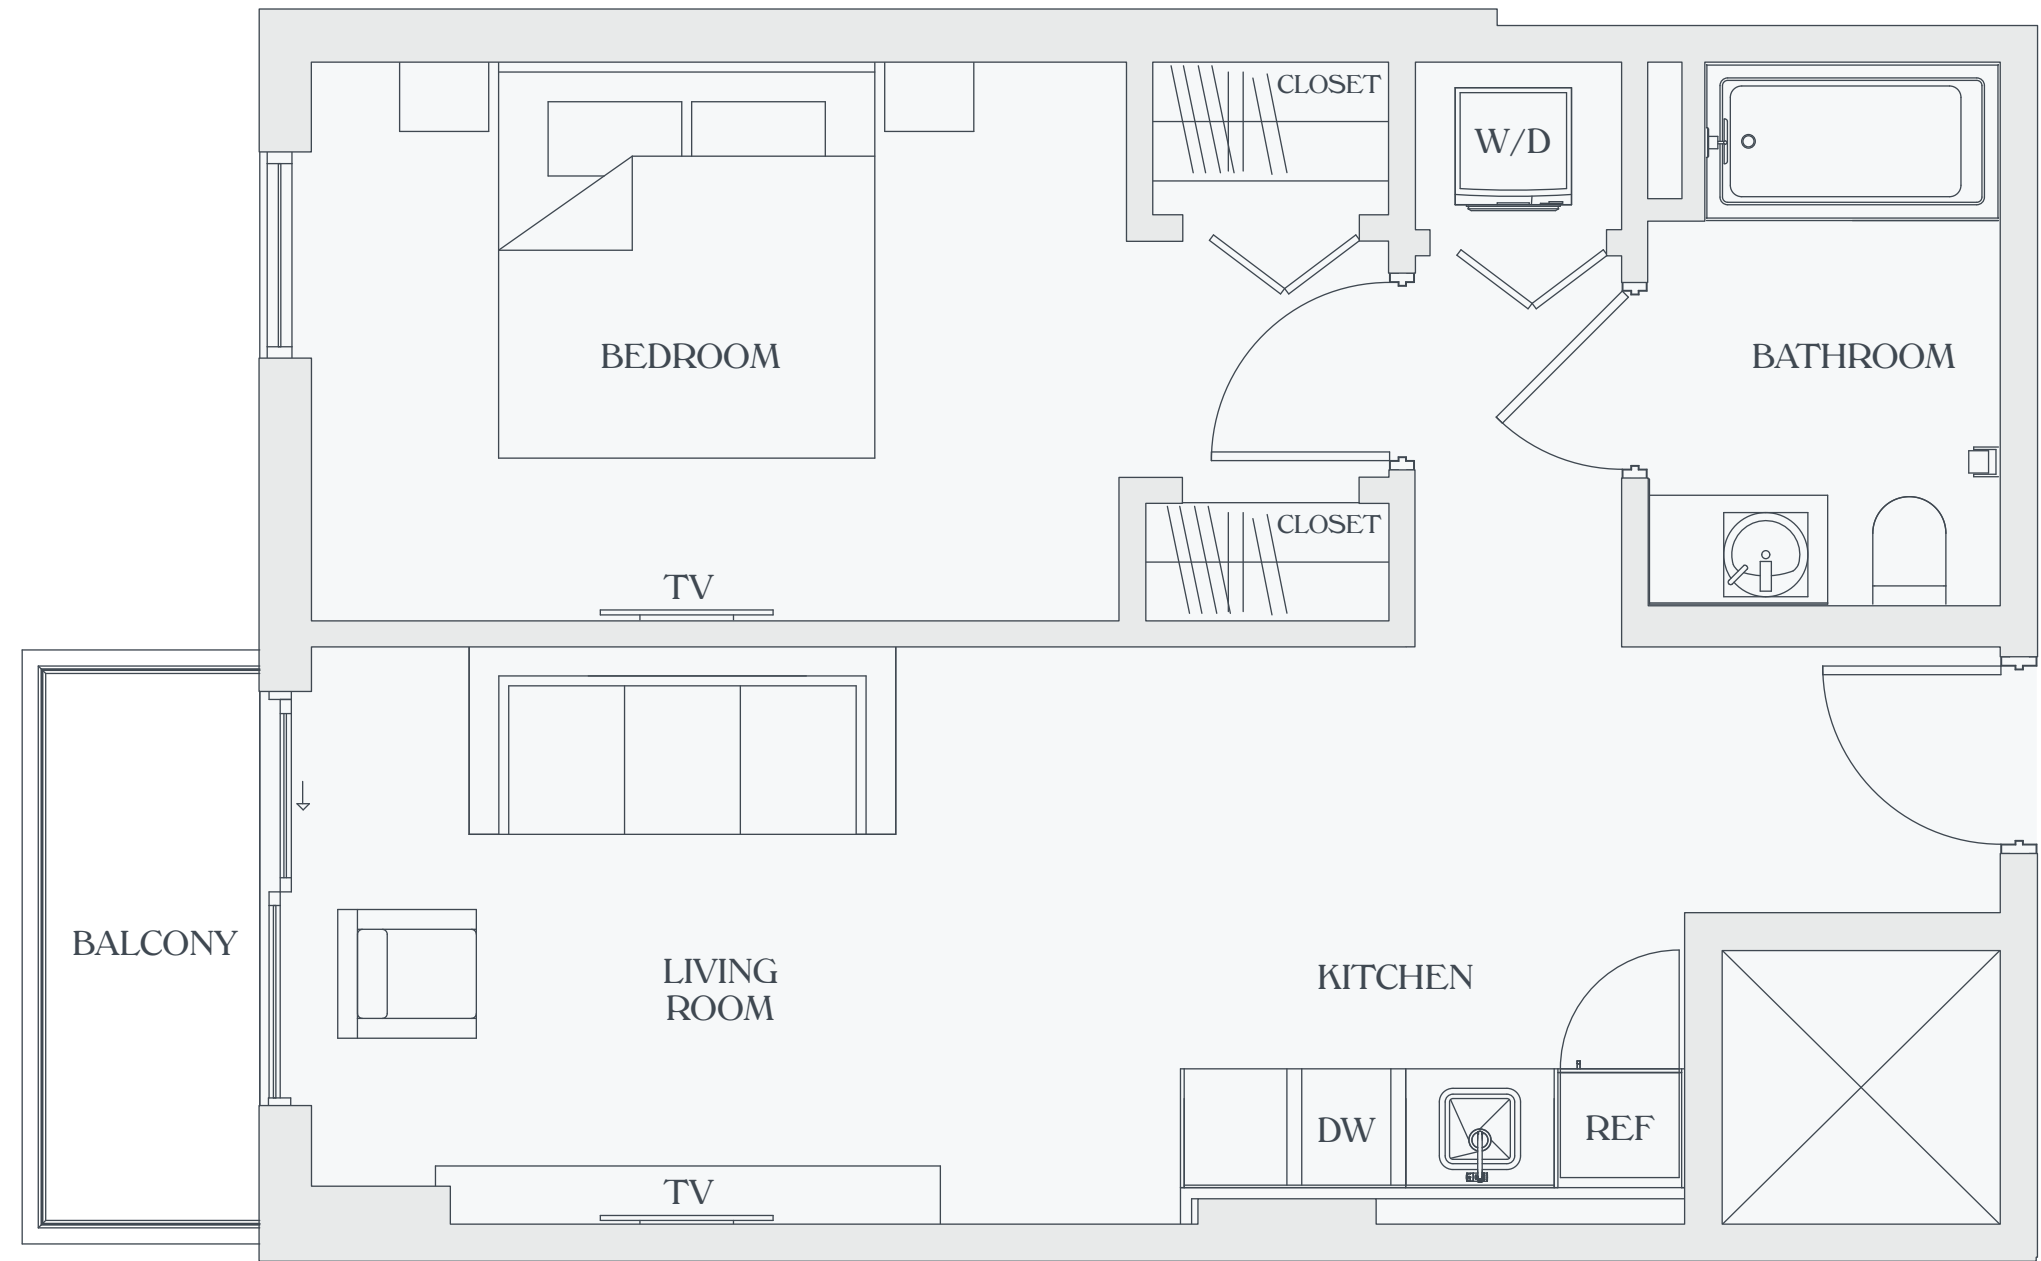 CLOSET
W/D
BEDROOM
BATHROOM
CLOSET
TV
BALCONY
LIVING
ROOM
KITCHEN
DW
REF
TV